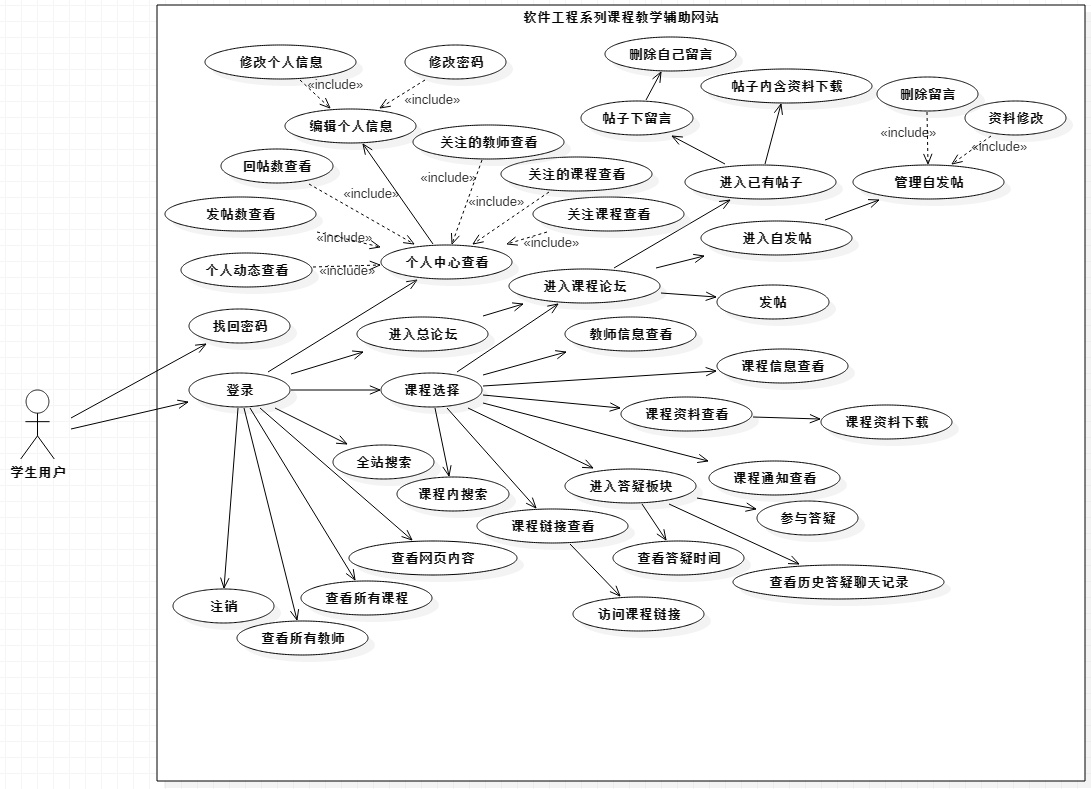 软件工程系列课程教学辅助网站
修改个人信息
修改密码
删除自己留言
帖子内含资料下载
删除留言
«include»
«include»
编辑个人信息
帖子下留言
资料修改
«include»
«include»
关注的教师查看
回帖数查看
关注的课程查看
«include»
«include»
«include»
进入已有帖子
管理自发帖
发帖数查看
关注课程查看
«include»
«include»
进入自发帖
个人动态查看
«include»
个人中心查看
进入课程论坛
发帖
找回密码
进入总论坛
教师信息查看
课程信息查看
登录
课程选择
课程资料查看
课程资料下载
学生用户
全站搜索
课程内搜索
进入答疑板块
课程通知查看
课程链接查看
参与答疑
查看网页内容
查看答疑时间
查看历史答疑聊天记录
注销
查看所有课程
访问课程链接
查看所有教师